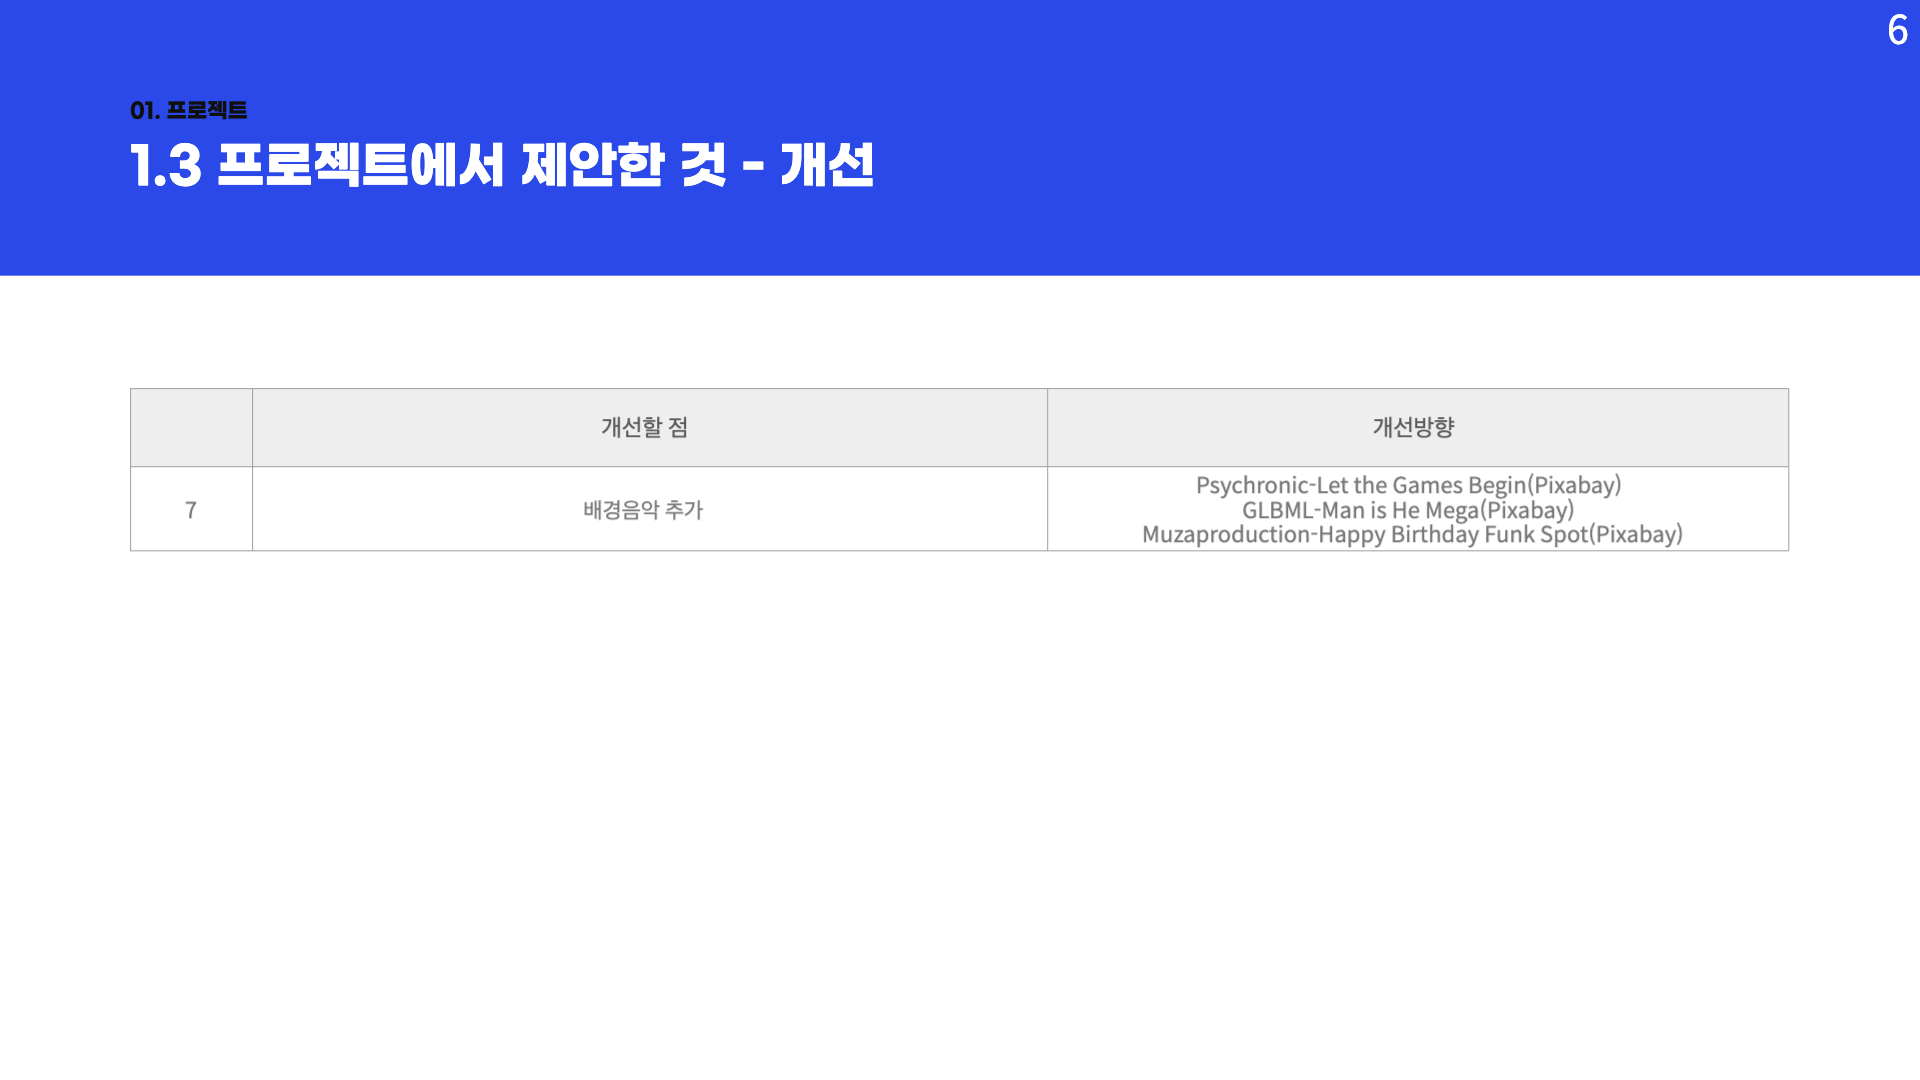 6
01. 프로젝트
1.3 프로젝트에서 제안한 것 - 개선
개선할 점
개선방향
7
배경음악 추가
Psychronic-Let the Games Begin(Pixabay)
GLBML-Man is He Mega(Pixabay)
Muzaproduction-Happy Birthday Funk Spot(Pixabay)